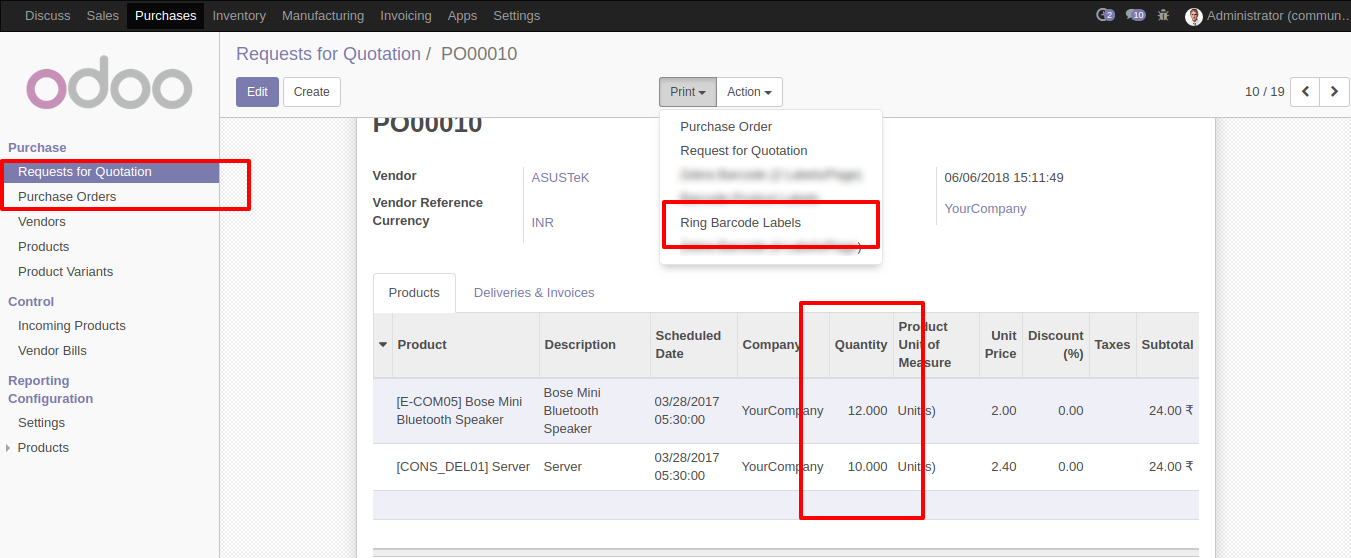 Discuss Sales Purchases Inventory Manufacturing Invoicing Apps Settings 2 10 Administrator (commun...
odoo
Requests for Quotation / PO00010
Edit Create Print Action 10 / 19
PO00010
Purchase
Requests for Quotation
Purchase Orders
Vendors
Products
Product Variants
Control
Incoming Products
Vendor Bills
Reporting
Configuration
Settings
Products
Purchase Order
Request for Quotation
Ring Barcode Labels
Vendor ASUSTeK 06/06/2018 15:11:49
Vendor Reference YourCompany
Currency INR
Products Deliveries & Invoices
Product Description Scheduled Date Company Quantity Product Unit of Measure Unit Price Discount (%) Taxes Subtotal
[E-COM05] Bose Mini Bluetooth Speaker Bose Mini Bluetooth Speaker 03/28/2017 05:30:00 YourCompany 12.000 Unit(s) 2.00 0.00 24.00 ₹
[CONS_DEL01] Server Server 03/28/2017 05:30:00 YourCompany 10.000 Unit(s) 2.40 0.00 24.00 ₹